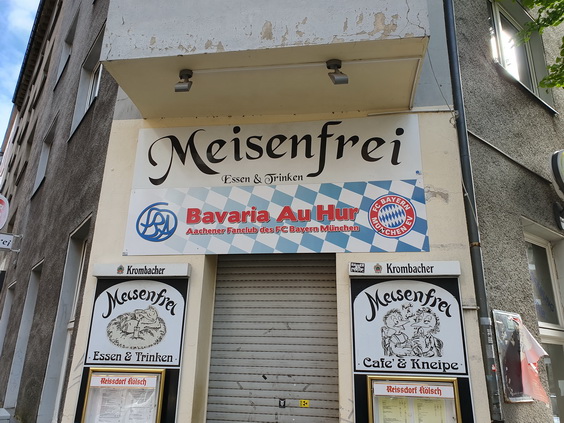 Meisenfrei
Essen & Trinken
Bavaria Au Hur
Aachener Fanclub des FC Bayern München
FC BAYERN
MÜNCHEN EV
Krombacher
Meisenfrei
- Essen & Trinken -
Reissdorf Kölsch
Krombacher
Meisenfrei
Cafe' & Kneipe
Reissdorf Kölsch